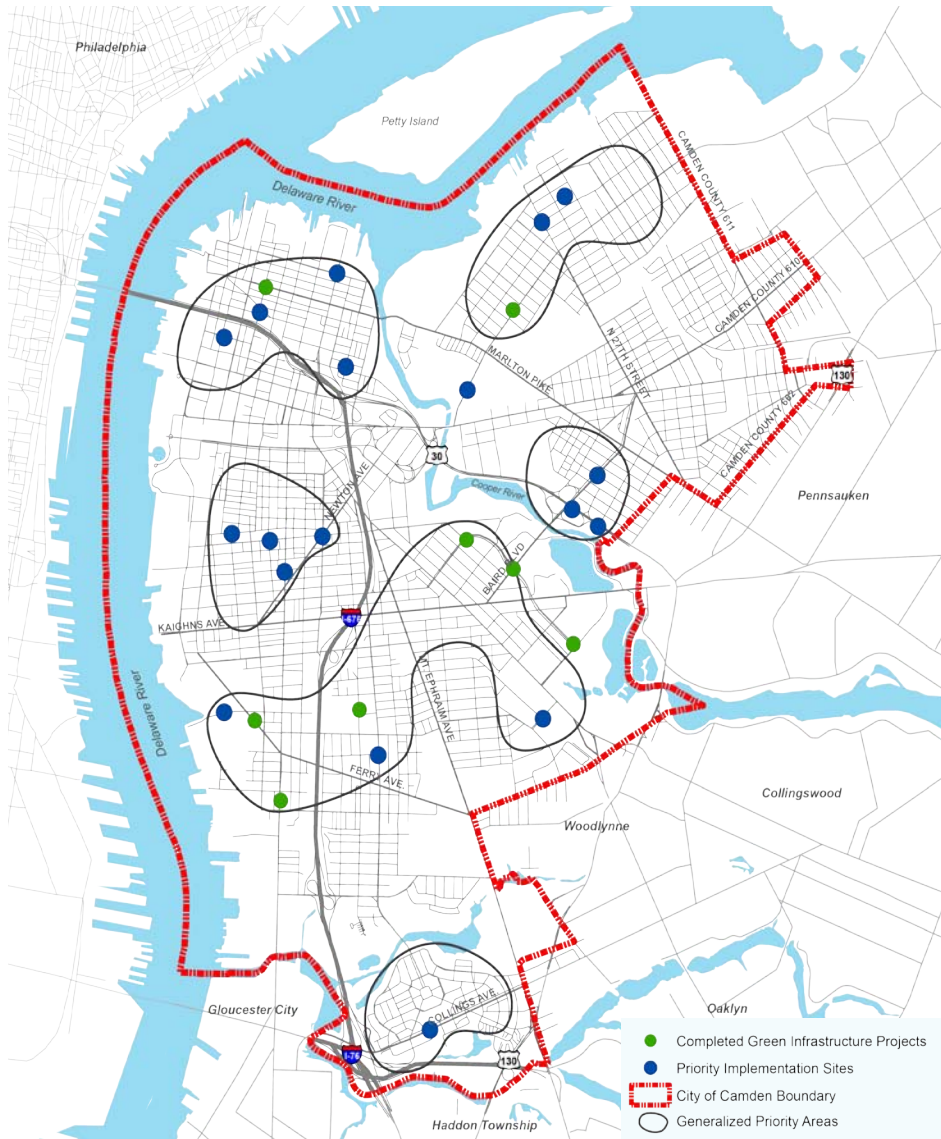 Philadelphia
Petty Island
Delaware River
CAMDEN COUNTY 611
CAMDEN COUNTY 610
N 27TH STREET
MARLTON PIKE
130
CAMDEN COUNTY 692
30
NEWTON AVE
Cooper River
Pennsauken
BAIRD BLVD
KAIGHNS AVE
I-676
MT EPHRAIM AVE
Delaware River
FERRY AVE.
Collingswood
Woodlynne
COLLINGS AVE
Gloucester City
Oaklyn
I-76
130
Haddon Township
Completed Green Infrastructure Projects
Priority Implementation Sites
City of Camden Boundary
Generalized Priority Areas